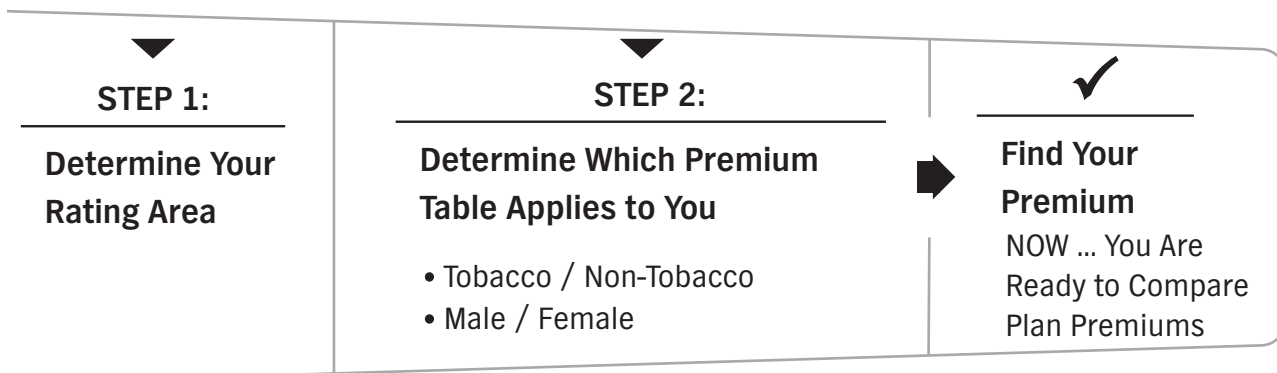 STEP 1:
Determine Your
Rating Area
STEP 2:
Determine Which Premium
Table Applies to You
• Tobacco / Non-Tobacco
• Male / Female
Find Your
Premium
NOW ... You Are
Ready to Compare
Plan Premiums